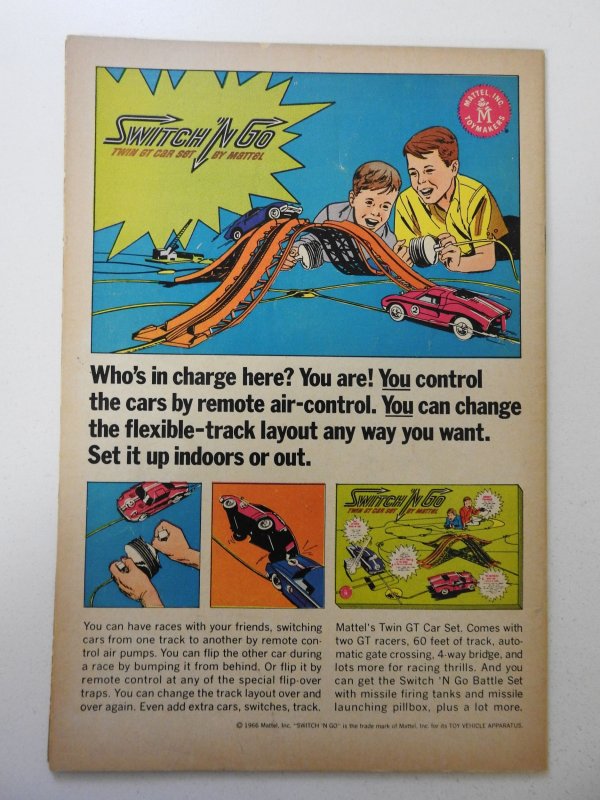 SWITCH 'N GO
TWIN GT CAR SET BY MATTEL
MATTEL, INC.
M
TOYMAKERS
2
Who's in charge here? You are! You control
the cars by remote air-control. You can change
the flexible-track layout any way you want.
Set it up indoors or out.
SWITCH 'N GO
TWIN GT CAR SET BY MATTEL
You can have races with your friends, switching
cars from one track to another by remote con-
trol air pumps. You can flip the other car during
a race by bumping it from behind. Or flip it by
remote control at any of the special flip-over
traps. You can change the track layout over and
over again. Even add extra cars, switches, track.
Mattel's Twin GT Car Set. Comes with
two GT racers, 60 feet of track, auto-
matic gate crossing, 4-way bridge, and
lots more for racing thrills. And you
can get the Switch 'N Go Battle Set
with missile firing tanks and missile
launching pillbox, plus a lot more.
© 1966 Mattel, Inc. "SWITCH 'N GO" is the trade mark of Mattel, Inc. for its TOY VEHICLE APPARATUS.